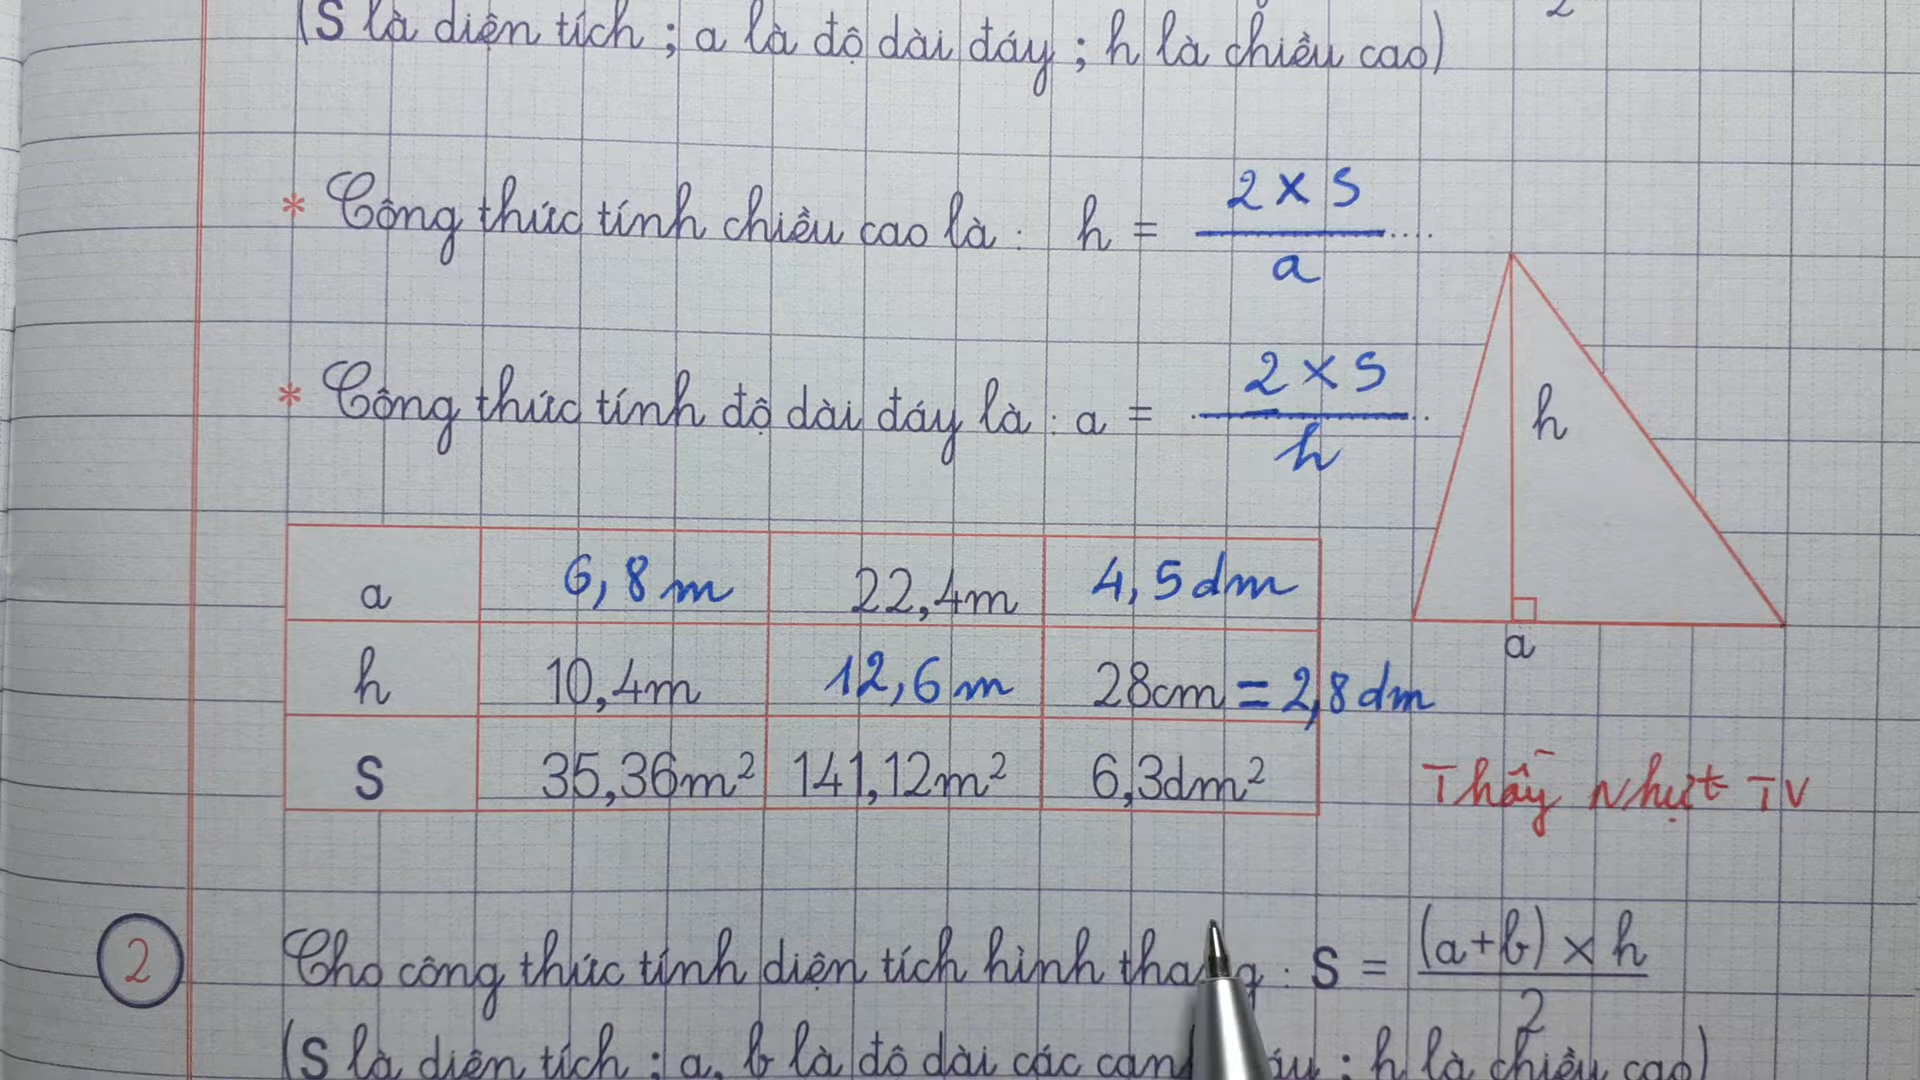 (S là diện tích ; a là độ dài đáy ; h là chiều cao)
2
* Công thức tính chiều cao là : h = 2 × S / a ....
* Công thức tính độ dài đáy là : a = 2 × S / h
h
a
a 6,8 m 22,4m 4,5 dm
h 10,4m 12,6 m 28cm = 2,8 dm
S 35,36m² 141,12m² 6,3dm²
Thầy Nhựt TV
2 Cho công thức tính diện tích hình thang : S = (a+b) × h / 2
(S là diện tích ; a, b là độ dài các cạnh đáy ; h là chiều cao)